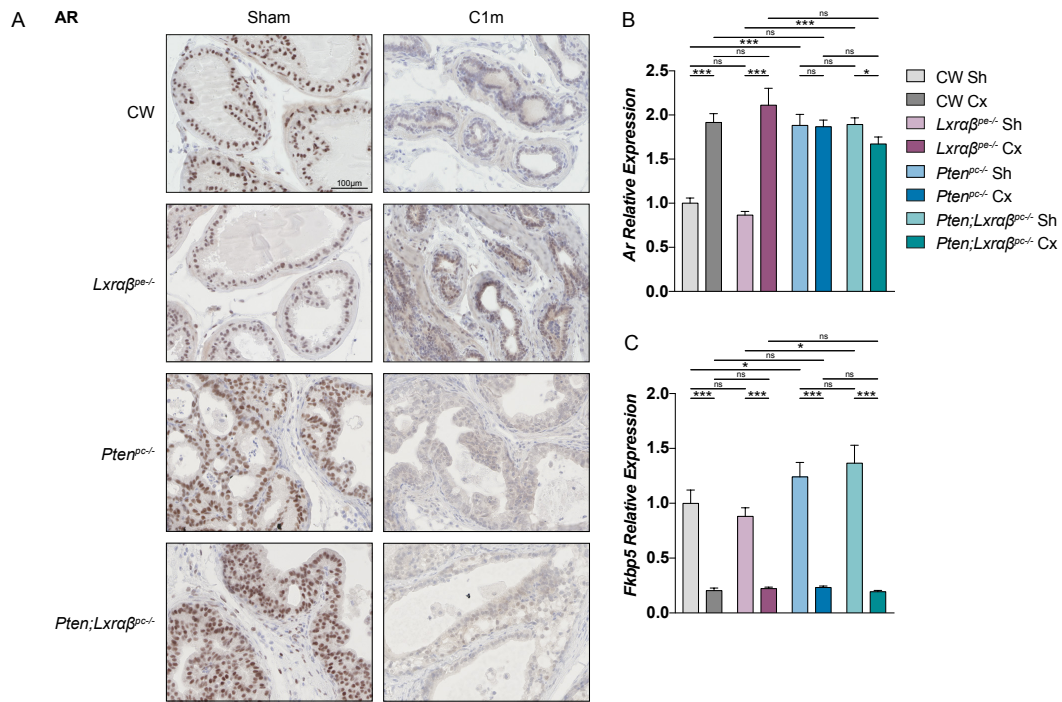 A
AR
Sham
C1m
CW
100µm
Lxrαβpe-/-
Ptenpc-/-
Pten;Lxrαβpc-/-
B
ns
***
ns
ns
***
ns
ns
ns
ns
***
***
ns
*
2.5
2.0
1.5
1.0
0.5
0.0
Ar Relative Expression
CW Sh
CW Cx
Lxrαβpe-/- Sh
Lxrαβpe-/- Cx
Ptenpc-/- Sh
Ptenpc-/- Cx
Pten;Lxrαβpc-/- Sh
Pten;Lxrαβpc-/- Cx
C
ns
*
ns
*
ns
ns
ns
ns
***
***
***
***
2.0
1.5
1.0
0.5
0.0
Fkbp5 Relative Expression